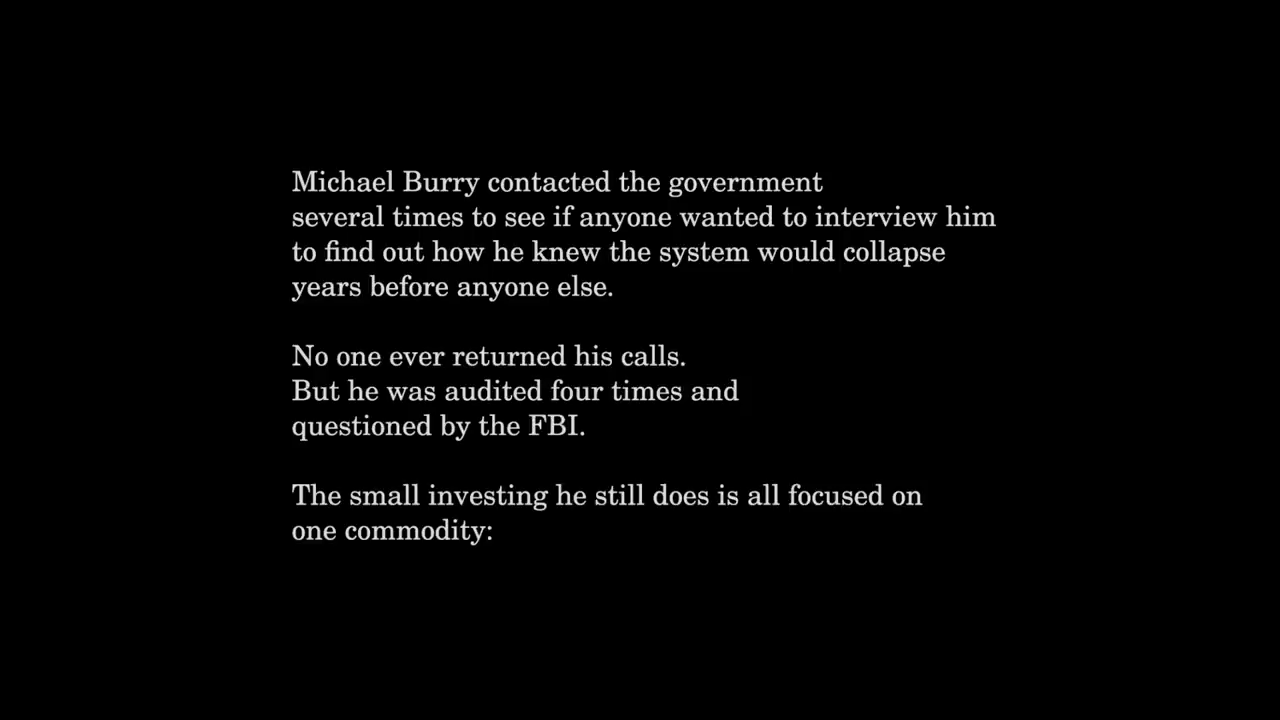 Michael Burry contacted the government
several times to see if anyone wanted to interview him
to find out how he knew the system would collapse
years before anyone else.
No one ever returned his calls.
But he was audited four times and
questioned by the FBI.
The small investing he still does is all focused on
one commodity: